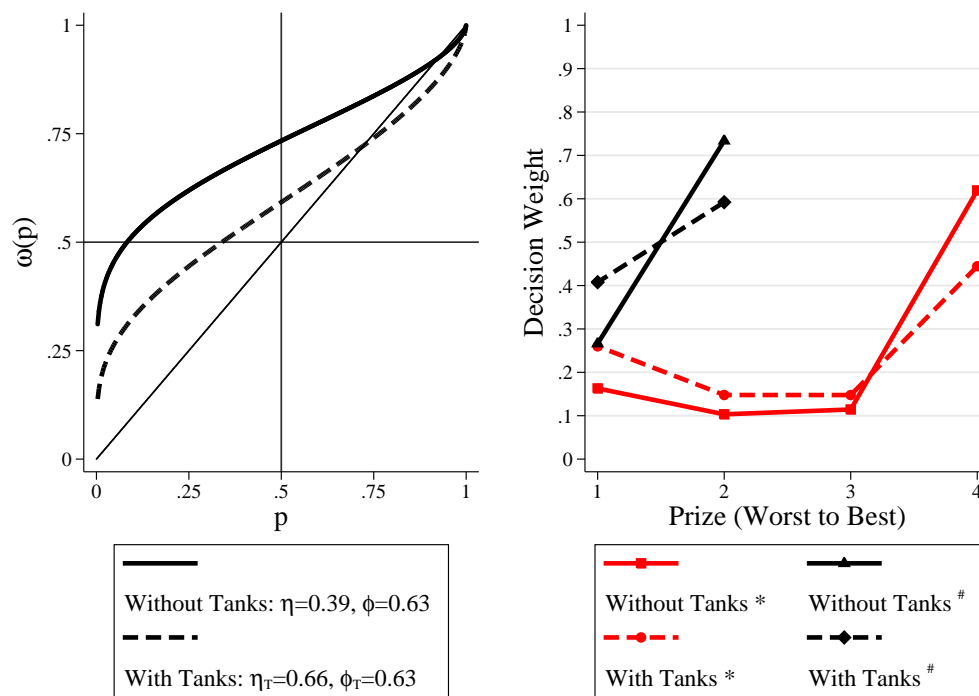 1
.75
.5
.25
0
ω(p)
0
.25
.5
.75
1
p
Without Tanks: η=0.39, ϕ=0.63
With Tanks: ηT=0.66, ϕT=0.63
1
.9
.8
.7
.6
.5
.4
.3
.2
.1
0
Decision Weight
1
2
3
4
Prize (Worst to Best)
Without Tanks *
Without Tanks #
With Tanks *
With Tanks #